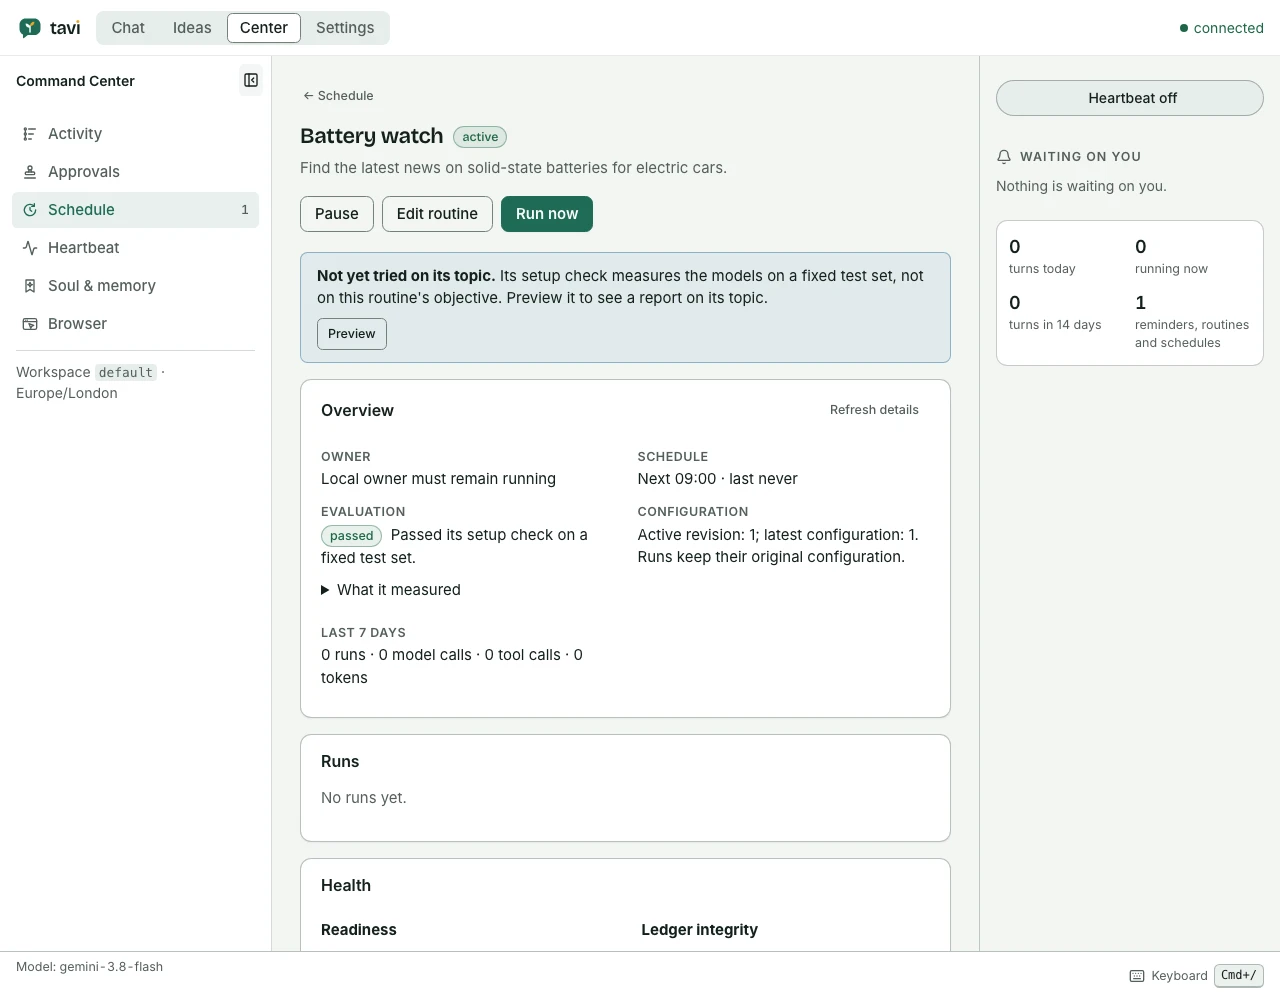 tavi
Chat
Ideas
Center
Settings
connected
Command Center
Activity
Approvals
Schedule
1
Heartbeat
Soul & memory
Browser
Workspace default ·
Europe/London
← Schedule
Battery watch
active
Find the latest news on solid-state batteries for electric cars.
Pause
Edit routine
Run now
Not yet tried on its topic. Its setup check measures the models on a fixed test set, not
on this routine's objective. Preview it to see a report on its topic.
Preview
Overview
Refresh details
OWNER
Local owner must remain running
SCHEDULE
Next 09:00 · last never
EVALUATION
passed Passed its setup check on a
fixed test set.
What it measured
CONFIGURATION
Active revision: 1; latest configuration: 1.
Runs keep their original configuration.
LAST 7 DAYS
0 runs · 0 model calls · 0 tool calls · 0
tokens
Runs
No runs yet.
Health
Readiness
Ledger integrity
Heartbeat off
WAITING ON YOU
Nothing is waiting on you.
0
turns today
0
running now
0
turns in 14 days
1
reminders, routines
and schedules
Model: gemini-3.8-flash
Keyboard Cmd+/